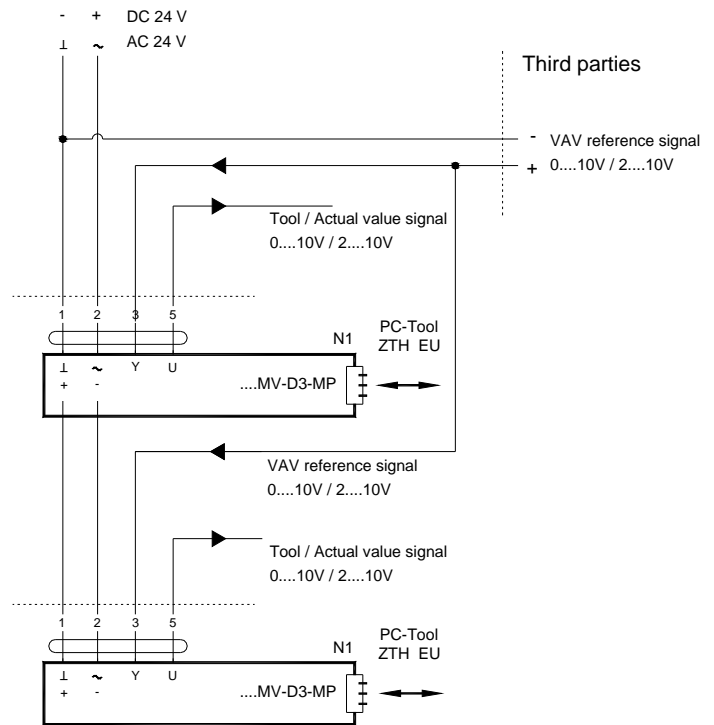 - + DC 24 V
⊥ ~ AC 24 V
Third parties
- VAV reference signal
+ 0....10V / 2....10V
Tool / Actual value signal
0....10V / 2....10V
1 2 3 5
N1
PC-Tool
ZTH EU
⊥ ~ Y U
+ -
....MV-D3-MP
VAV reference signal
0....10V / 2....10V
Tool / Actual value signal
0....10V / 2....10V
1 2 3 5
N1
PC-Tool
ZTH EU
⊥ ~ Y U
+ -
....MV-D3-MP